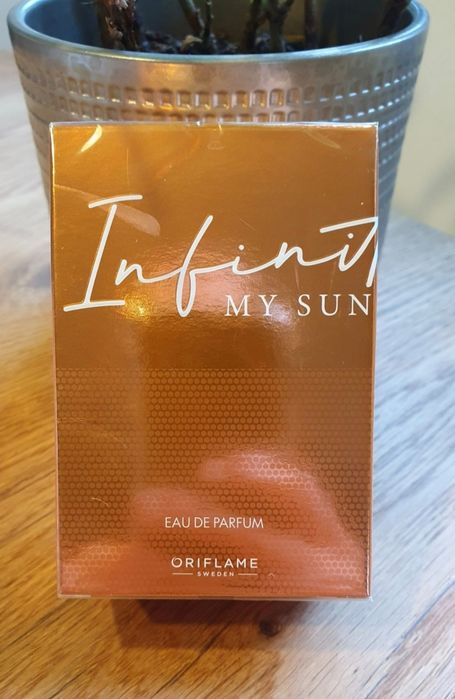 Infinit
MY SUN
EAU DE PARFUM
ORIFLAME
SWEDEN